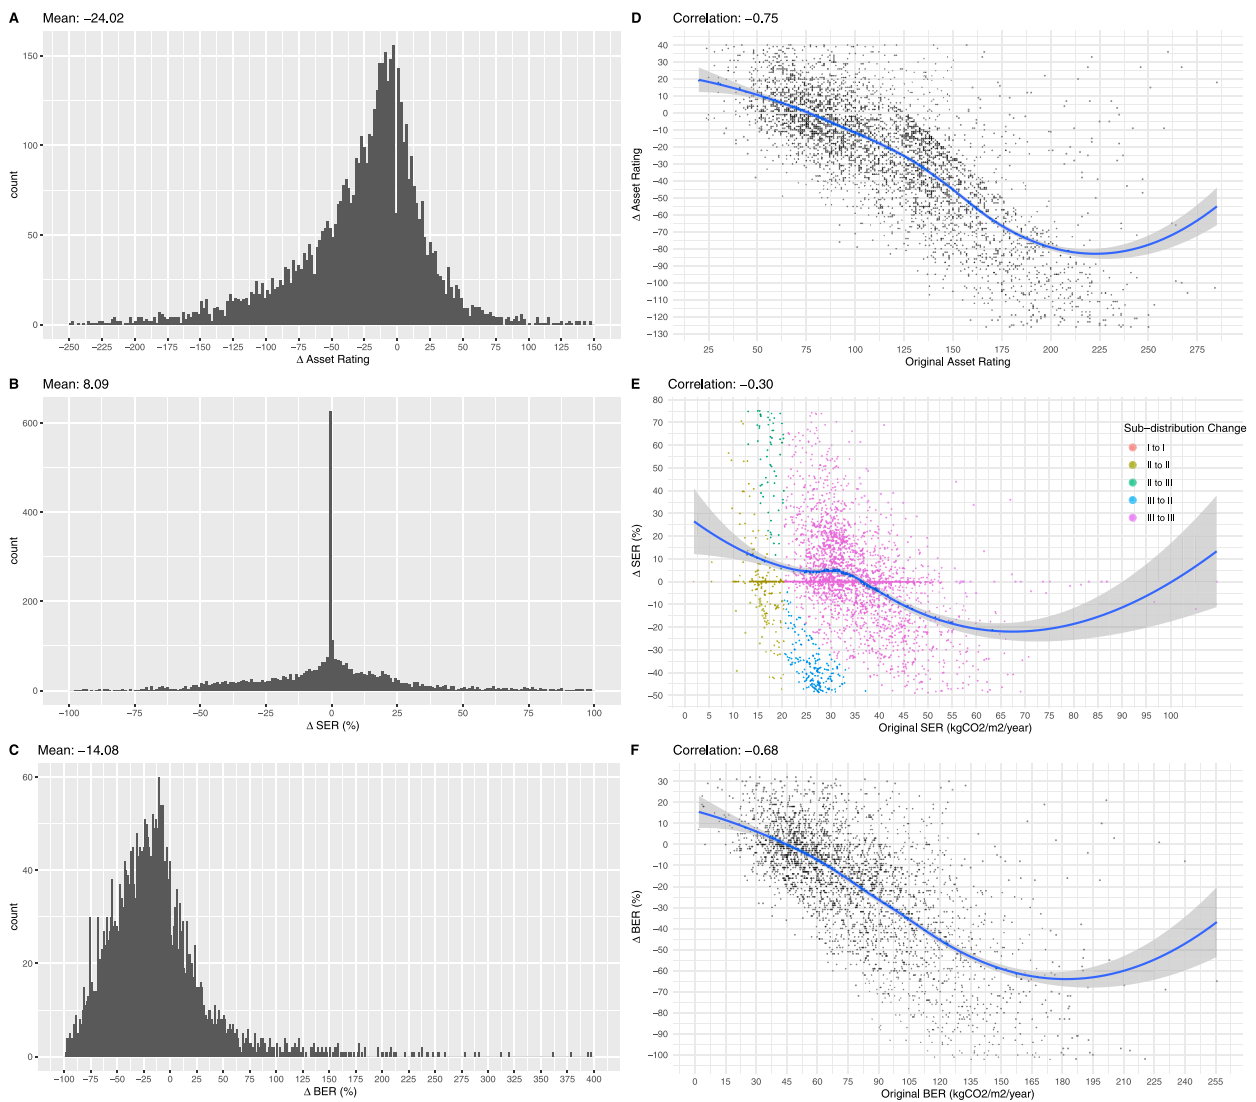 A Mean: −24.02
150
100
50
0
count
−250 −225 −200 −175 −150 −125 −100 −75 −50 −25 0 25 50 75 100 125 150
Δ Asset Rating
B Mean: 8.09
600
400
200
0
count
−100 −75 −50 −25 0 25 50 75 100
Δ SER (%)
C Mean: −14.08
60
40
20
0
count
−100 −75 −50 −25 0 25 50 75 100 125 150 175 200 225 250 275 300 325 350 375 400
Δ BER (%)
D Correlation: −0.75
40
30
20
10
0
−10
−20
−30
−40
−50
−60
−70
−80
−90
−100
−110
−120
−130
Δ Asset Rating
25 50 75 100 125 150 175 200 225 250 275
Original Asset Rating
E Correlation: −0.30
80
70
60
50
40
30
20
10
0
−10
−20
−30
−40
−50
Δ SER (%)
Sub−distribution Change
I to I
II to II
II to III
III to II
III to III
0 2 5 10 15 20 25 30 35 40 45 50 55 60 65 70 75 80 85 90 95 100
Original SER (kgCO2/m2/year)
F Correlation: −0.68
30
20
10
0
−10
−20
−30
−40
−50
−60
−70
−80
−90
−100
Δ BER (%)
0 15 30 45 60 75 90 105 120 135 150 165 180 195 210 225 240 255
Original BER (kgCO2/m2/year)